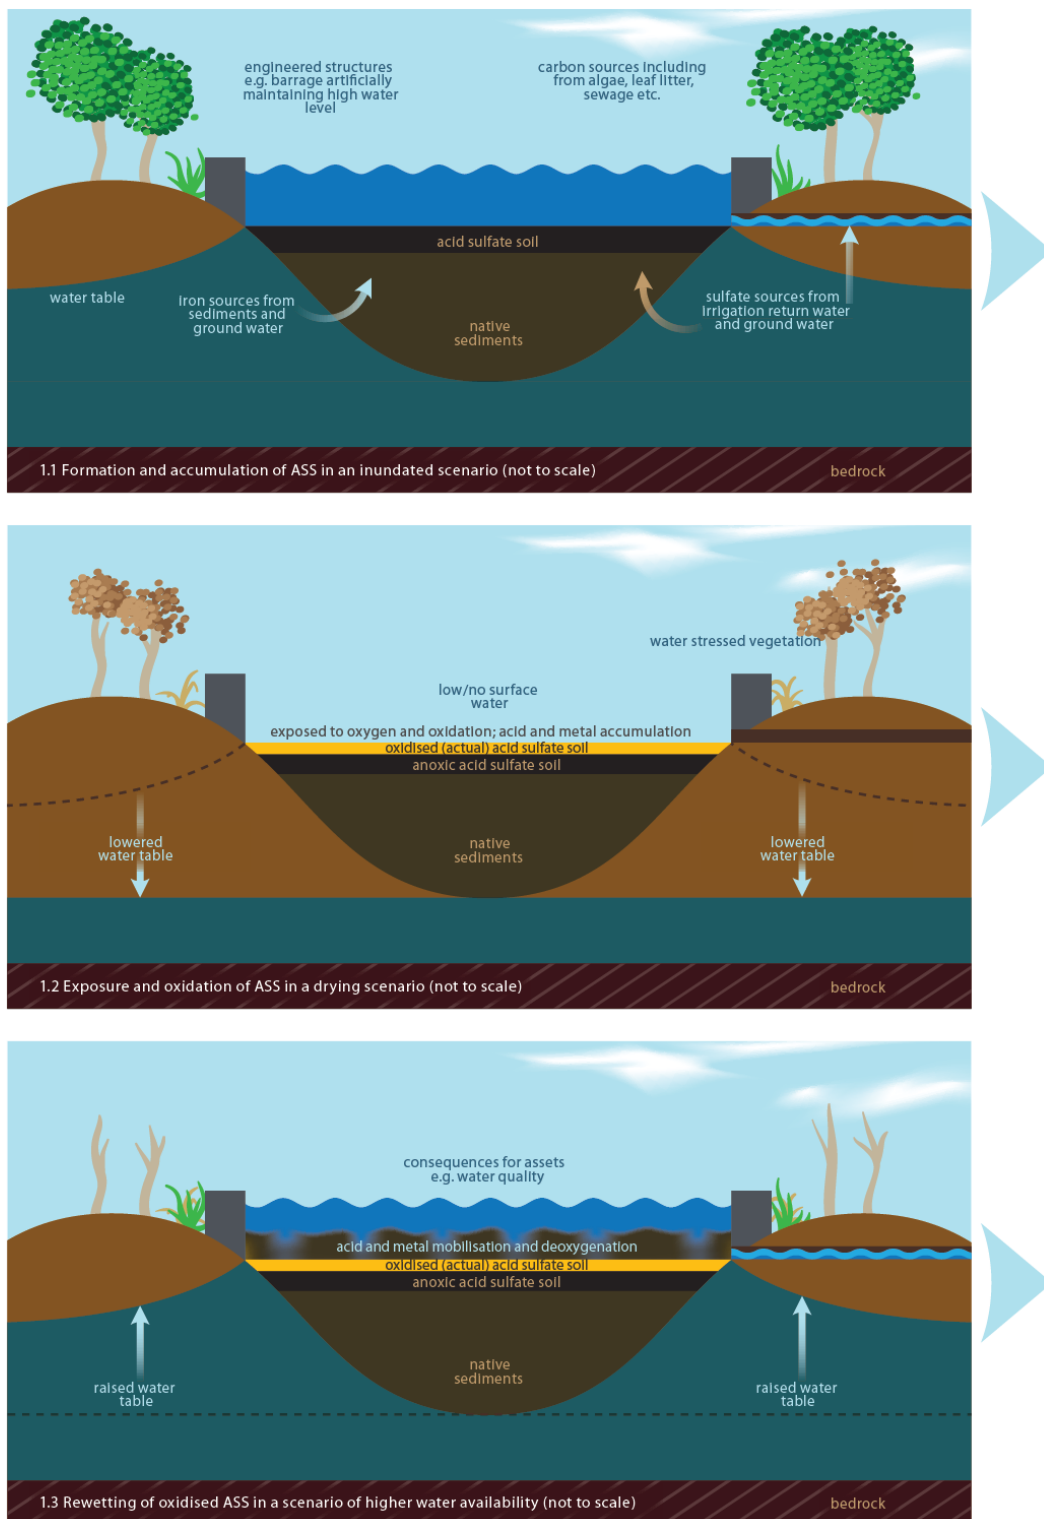 engineered structures
e.g. barrage artificially
maintaining high water
level
carbon sources including
from algae, leaf litter,
sewage etc.
acid sulfate soil
water table
iron sources from
sediments and
ground water
sulfate sources from
irrigation return water
and ground water
native
sediments
1.1 Formation and accumulation of ASS in an inundated scenario (not to scale)
bedrock
water stressed vegetation
low/no surface
water
exposed to oxygen and oxidation; acid and metal accumulation
oxidised (actual) acid sulfate soil
anoxic acid sulfate soil
lowered
water table
native
sediments
lowered
water table
1.2 Exposure and oxidation of ASS in a drying scenario (not to scale)
bedrock
consequences for assets
e.g. water quality
acid and metal mobilisation and deoxygenation
oxidised (actual) acid sulfate soil
anoxic acid sulfate soil
native
sediments
raised water
table
raised water
table
1.3 Rewetting of oxidised ASS in a scenario of higher water availability (not to scale)
bedrock